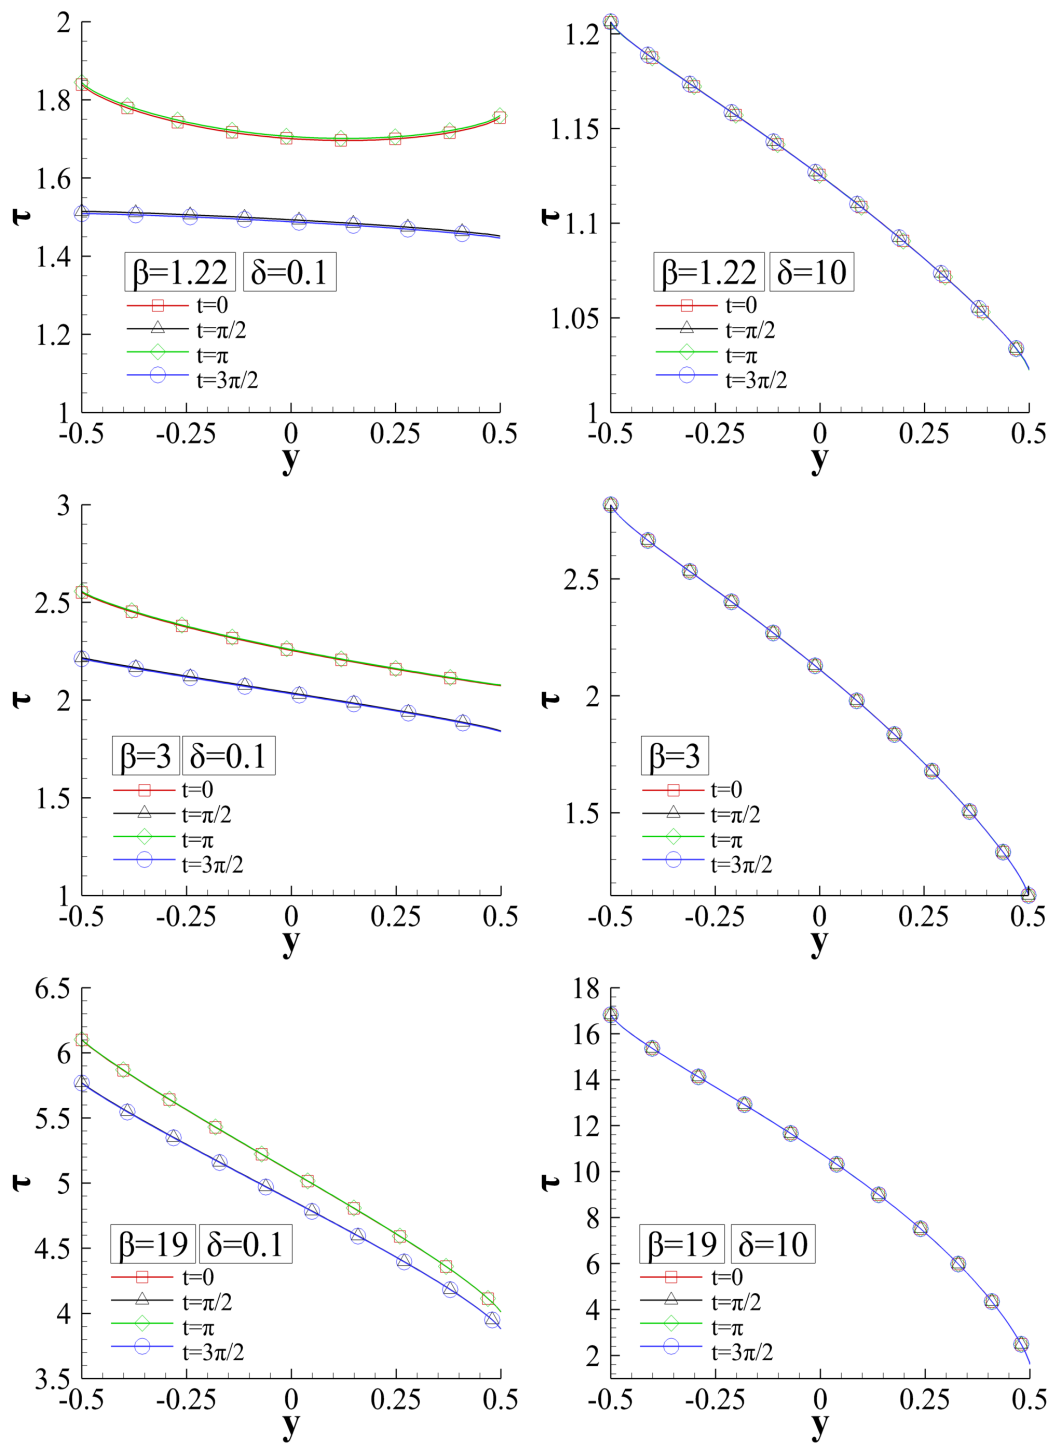 2
1.8
1.6
τ
1.4
1.2
1
β=1.22 δ=0.1
t=0
t=π/2
t=π
t=3π/2
-0.5 -0.25 0 0.25 0.5
y
1.2
1.15
1.1
τ
1.05
1
β=1.22 δ=10
t=0
t=π/2
t=π
t=3π/2
-0.5 -0.25 0 0.25 0.5
y
3
2.5
2
τ
1.5
1
β=3 δ=0.1
t=0
t=π/2
t=π
t=3π/2
-0.5 -0.25 0 0.25 0.5
y
2.5
2
τ
1.5
β=3
t=0
t=π/2
t=π
t=3π/2
-0.5 -0.25 0 0.25 0.5
y
6.5
6
5.5
5
τ
4.5
4
3.5
β=19 δ=0.1
t=0
t=π/2
t=π
t=3π/2
-0.5 -0.25 0 0.25 0.5
y
18
16
14
12
10
τ
8
6
4
2
β=19 δ=10
t=0
t=π/2
t=π
t=3π/2
-0.5 -0.25 0 0.25 0.5
y